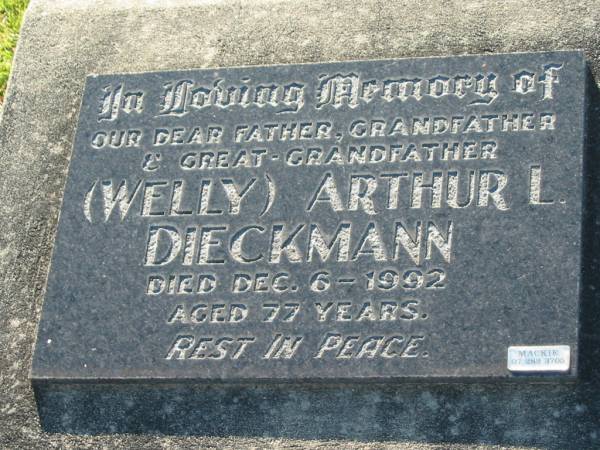 In Loving Memory of
OUR DEAR FATHER, GRANDFATHER
& GREAT-GRANDFATHER
(WELLY) ARTHUR L.
DIECKMANN
DIED DEC. 6 - 1992
AGED 77 YEARS.
REST IN PEACE.
MACKIE